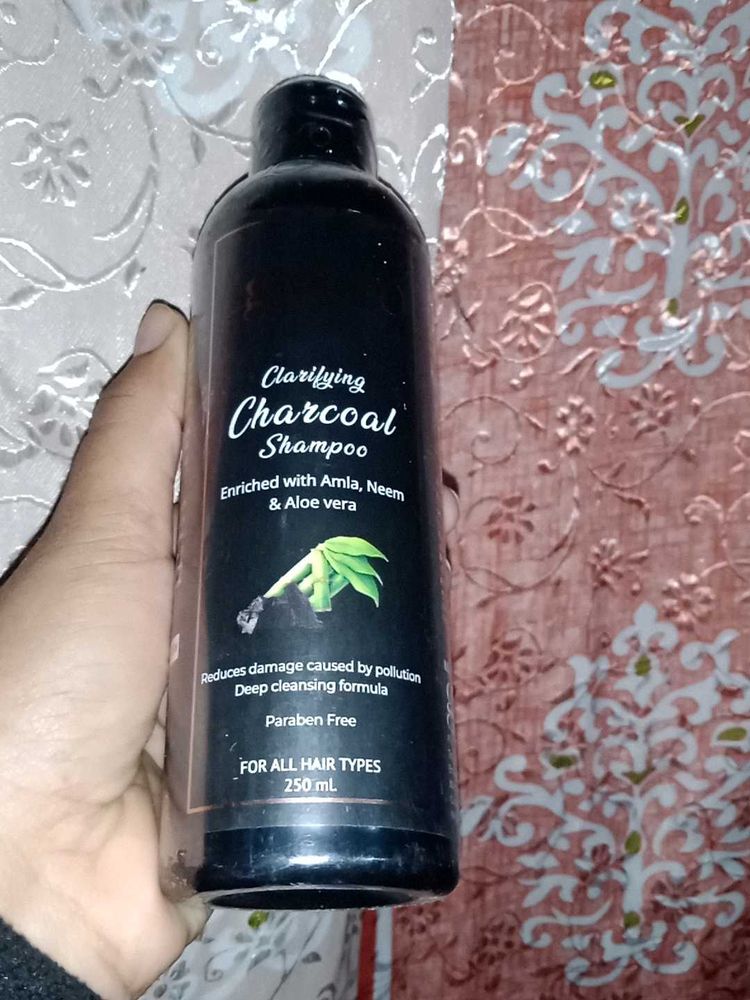 Clarifying
Charcoal
Shampoo
Enriched with Amla, Neem
& Aloe vera
Reduces damage caused by pollution
Deep cleansing formula
Paraben Free
FOR ALL HAIR TYPES
250 mL